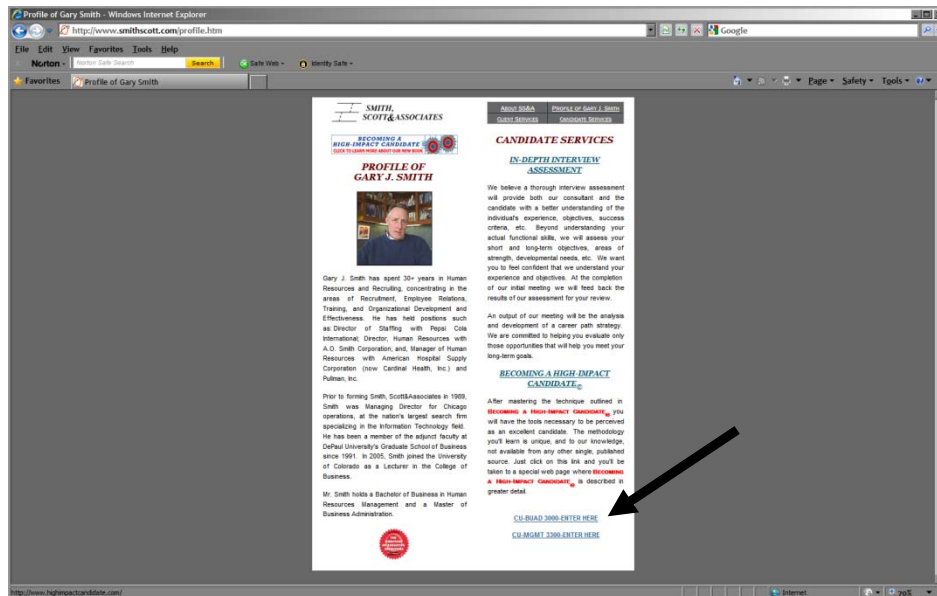 Profile of Gary Smith - Windows Internet Explorer
http://www.smithscott.com/profile.htm
Google
File Edit View Favorites Tools Help
Norton Norton Safe Search Search Safe Web Identity Safe
Favorites Profile of Gary Smith Page Safety Tools
SMITH,
SCOTT&ASSOCIATES
BECOMING A
HIGH-IMPACT CANDIDATE
CLICK TO LEARN MORE ABOUT OUR NEW BOOK
PROFILE OF
GARY J. SMITH
Gary J. Smith has spent 30+ years in Human
Resources and Recruiting, concentrating in the
areas of Recruitment, Employee Relations,
Training, and Organizational Development and
Effectiveness. He has held positions such
as: Director of Staffing with Pepsi Cola
International; Director, Human Resources with
A.O. Smith Corporation; and, Manager of Human
Resources with American Hospital Supply
Corporation (now Cardinal Health, Inc.) and
Pullman, Inc.
Prior to forming Smith, Scott&Associates in 1989,
Smith was Managing Director for Chicago
operations, at the nation's largest search firm
specializing in the Information Technology field.
He has been a member of the adjunct faculty at
DePaul University's Graduate School of Business
since 1991. In 2005, Smith joined the University
of Colorado as a Lecturer in the College of
Business.
Mr. Smith holds a Bachelor of Business in Human
Resources Management and a Master of
Business Administration.
ABOUT SS&A PROFILE OF GARY J. SMITH
CLIENT SERVICES CANDIDATE SERVICES
CANDIDATE SERVICES
IN-DEPTH INTERVIEW
ASSESSMENT
We believe a thorough interview assessment
will provide both our consultant and the
candidate with a better understanding of the
individual's experience, objectives, success
criteria, etc. Beyond understanding your
actual functional skills, we will assess your
short and long-term objectives, areas of
strength, developmental needs, etc. We want
you to feel confident that we understand your
experience and objectives. At the completion
of our initial meeting we will feed back the
results of our assessment for your review.
An output of our meeting will be the analysis
and development of a career path strategy.
We are committed to helping you evaluate only
those opportunities that will help you meet your
long-term goals.
BECOMING A HIGH-IMPACT
CANDIDATE©
After mastering the technique outlined in
BECOMING A HIGH-IMPACT CANDIDATE©, you
will have the tools necessary to be perceived
as an excellent candidate. The methodology
you'll learn is unique, and to our knowledge,
not available from any other single, published
source. Just click on this link and you'll be
taken to a special web page where BECOMING
A HIGH-IMPACT CANDIDATE© is described in
greater detail.
CU-BUAD 3000-ENTER HERE
CU-MGMT 3300-ENTER HERE
http://www.highimpactcandidate.com/
Internet 70%